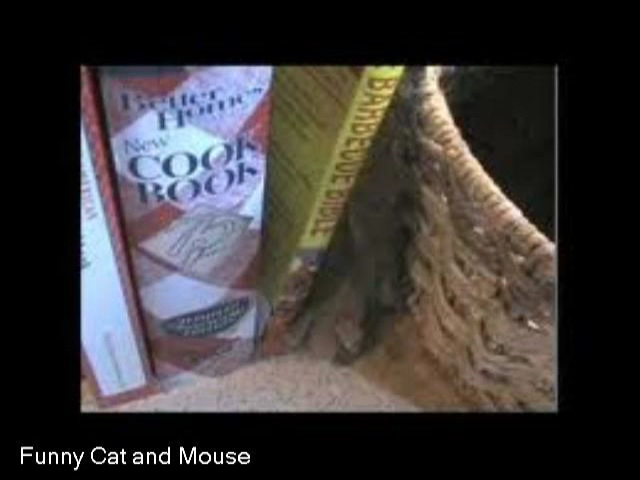 Better
Homes
New
COOK
BOOK
BARBECUE BIBLE
Funny Cat and Mouse